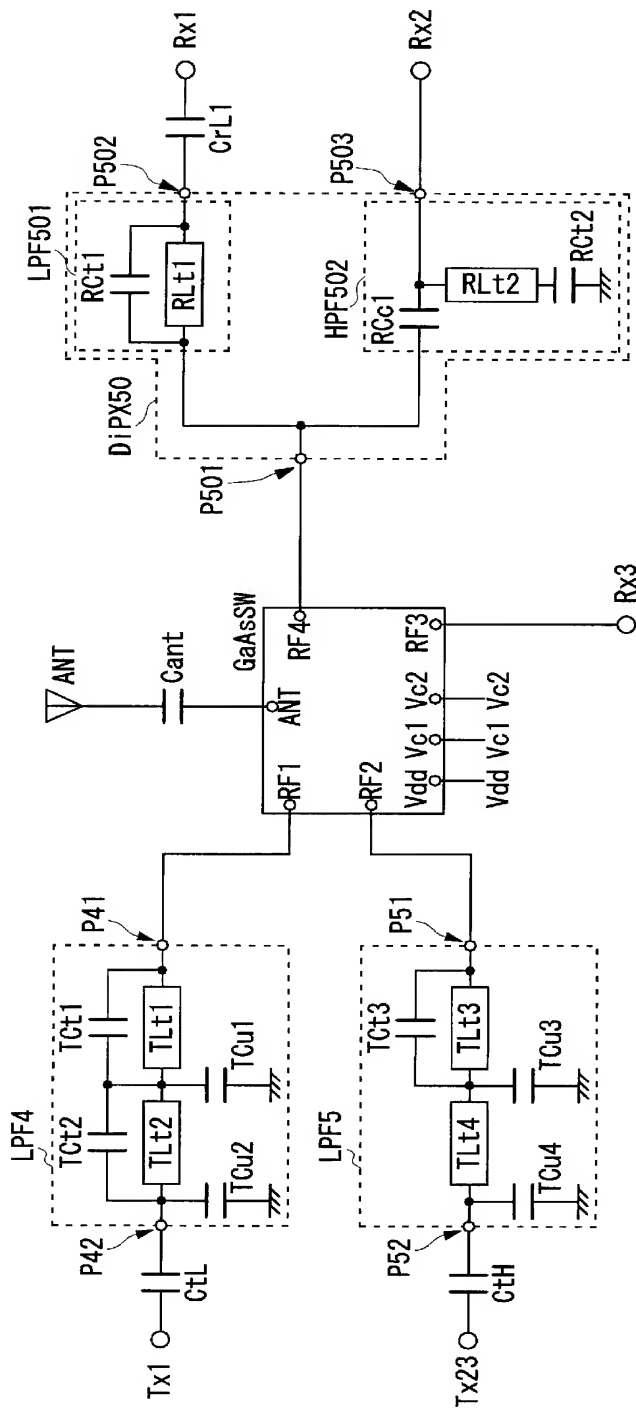 ANT
Cant
GaAsSW
ANT
RF1
RF2
RF4
RF3
Vdd Vc1 Vc2
Vdd Vc1 Vc2
Rx3
LPF4
P41
TCt2
TCt1
TLt2
TLt1
TCu2
TCu1
P42
CtL
Tx1
LPF5
P51
TCt3
TLt4
TLt3
TCu4
TCu3
P52
CtH
Tx23
DiPX50
P501
LPF501
RCt1
RLt1
P502
CrL1
Rx1
HPF502
RCc1
RLt2
RCt2
P503
Rx2